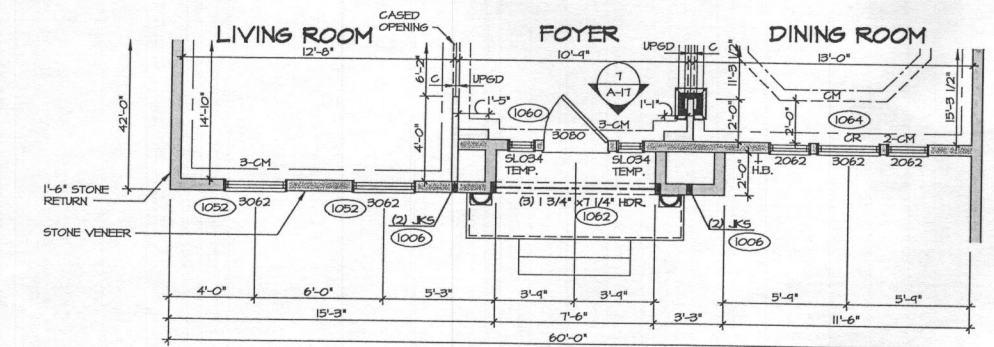 CASED
OPENING
LIVING ROOM
FOYER
DINING ROOM
12'-8"
10'-9"
13'-0"
UPGD
C
6'-2"
C
UPGD
7
A-17
11'-3 1/2"
CM
15'-3 1/2"
42'-0"
14'-10"
1'-5"
1060
1'-1"
1064
3-CM
2'-0"
2'-0"
4'-0"
3080
CR
2-CM
3-CM
SL034
TEMP.
SL034
TEMP.
2062
3062
2062
H.B.
2'-0"
1'-6" STONE
RETURN
1052
3062
1052
3062
(3) 1 3/4" x7 1/4" HDR.
1062
STONE VENEER
(2) JKS
1006
(2) JKS
1006
4'-0"
6'-0"
5'-3"
3'-9"
3'-9"
5'-9"
5'-9"
15'-3"
7'-6"
3'-3"
11'-6"
60'-0"